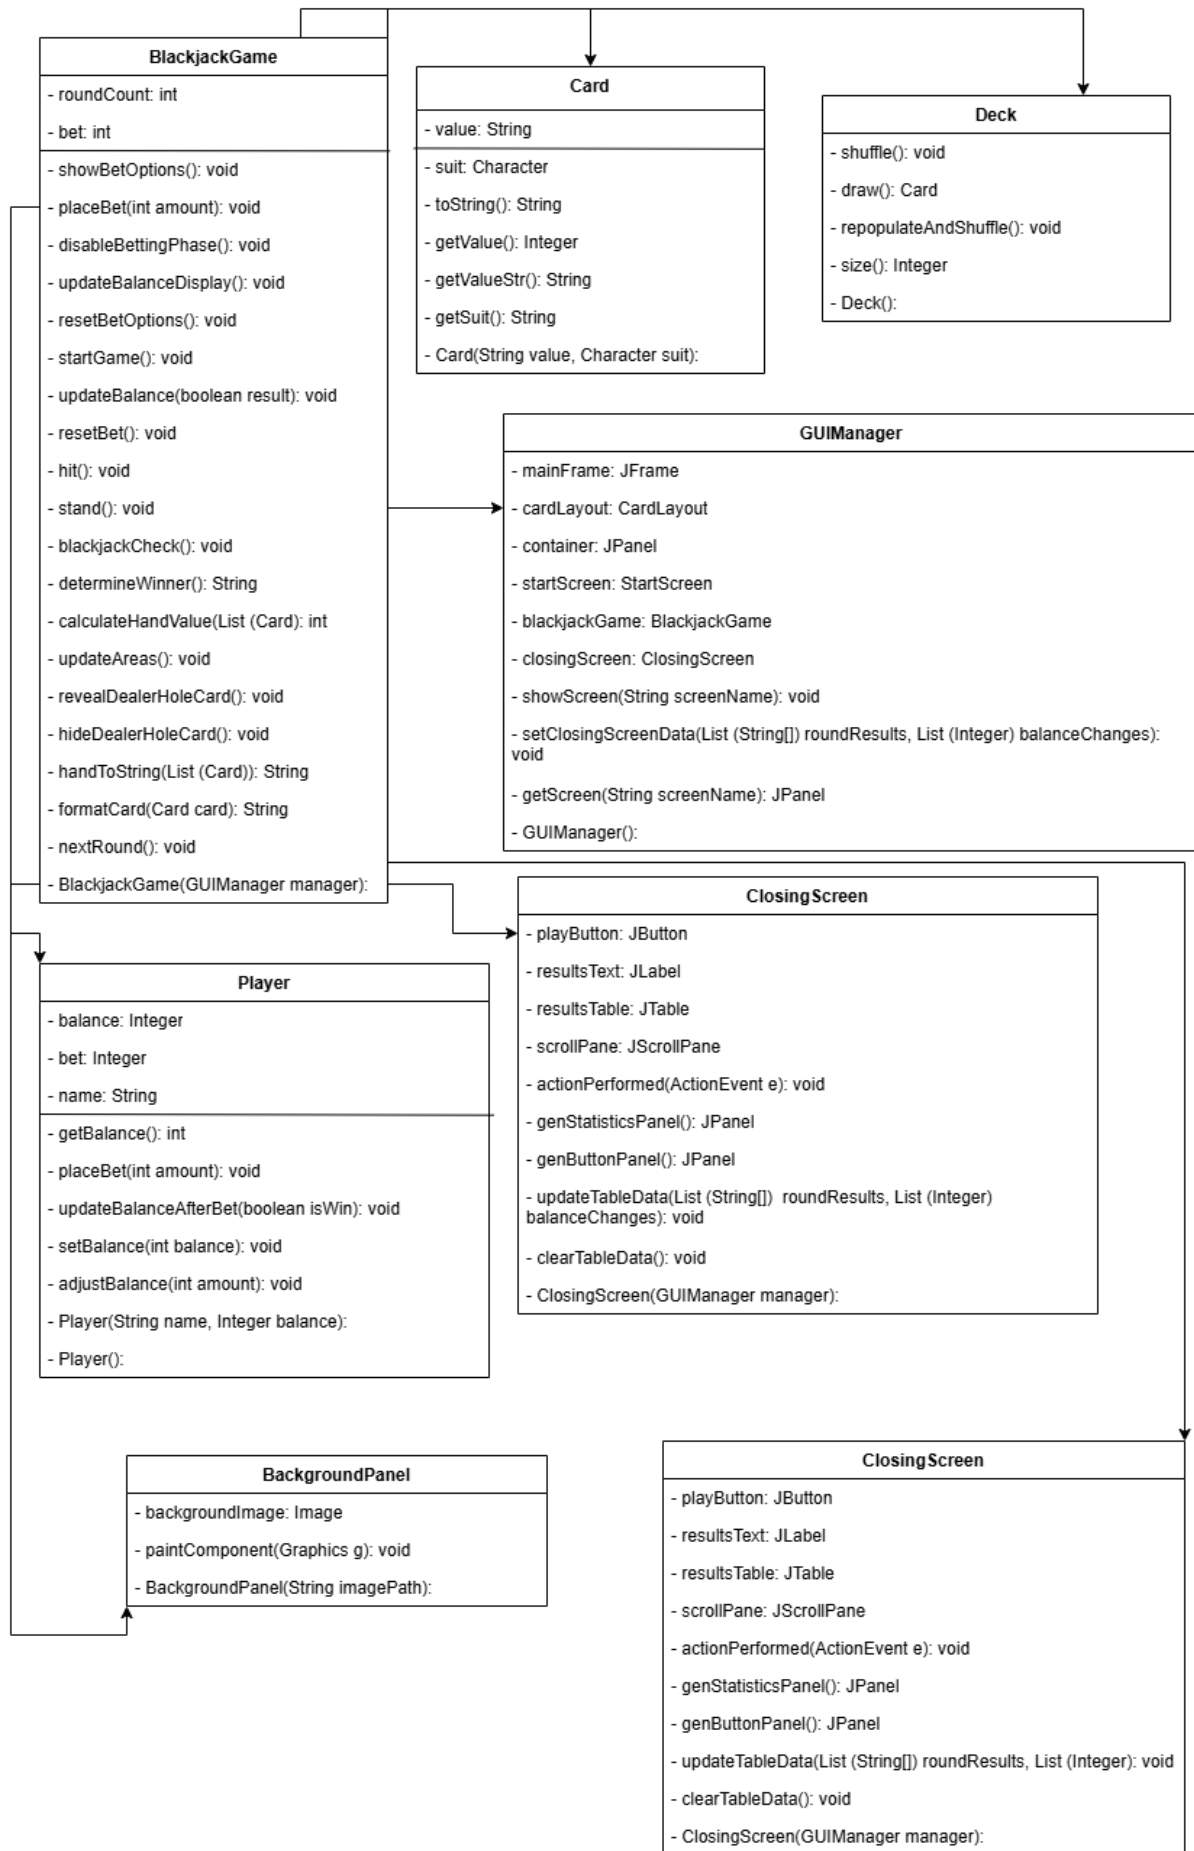 BlackjackGame
- roundCount: int
- bet: int
- showBetOptions(): void
- placeBet(int amount): void
- disableBettingPhase(): void
- updateBalanceDisplay(): void
- resetBetOptions(): void
- startGame(): void
- updateBalance(boolean result): void
- resetBet(): void
- hit(): void
- stand(): void
- blackjackCheck(): void
- determineWinner(): String
- calculateHandValue(List (Card): int
- updateAreas(): void
- revealDealerHoleCard(): void
- hideDealerHoleCard(): void
- handToString(List (Card)): String
- formatCard(Card card): String
- nextRound(): void
- BlackjackGame(GUIManager manager):
Card
- value: String
- suit: Character
- toString(): String
- getValue(): Integer
- getValueStr(): String
- getSuit(): String
- Card(String value, Character suit):
Deck
- shuffle(): void
- draw(): Card
- repopulateAndShuffle(): void
- size(): Integer
- Deck():
GUIManager
- mainFrame: JFrame
- cardLayout: CardLayout
- container: JPanel
- startScreen: StartScreen
- blackjackGame: BlackjackGame
- closingScreen: ClosingScreen
- showScreen(String screenName): void
- setClosingScreenData(List (String[]) roundResults, List (Integer) balanceChanges):
void
- getScreen(String screenName): JPanel
- GUIManager():
ClosingScreen
- playButton: JButton
- resultsText: JLabel
- resultsTable: JTable
- scrollPane: JScrollPane
- actionPerformed(ActionEvent e): void
- genStatisticsPanel(): JPanel
- genButtonPanel(): JPanel
- updateTableData(List (String[]) roundResults, List (Integer)
balanceChanges): void
- clearTableData(): void
- ClosingScreen(GUIManager manager):
Player
- balance: Integer
- bet: Integer
- name: String
- getBalance(): int
- placeBet(int amount): void
- updateBalanceAfterBet(boolean isWin): void
- setBalance(int balance): void
- adjustBalance(int amount): void
- Player(String name, Integer balance):
- Player():
BackgroundPanel
- backgroundImage: Image
- paintComponent(Graphics g): void
- BackgroundPanel(String imagePath):
ClosingScreen
- playButton: JButton
- resultsText: JLabel
- resultsTable: JTable
- scrollPane: JScrollPane
- actionPerformed(ActionEvent e): void
- genStatisticsPanel(): JPanel
- genButtonPanel(): JPanel
- updateTableData(List (String[]) roundResults, List (Integer): void
- clearTableData(): void
- ClosingScreen(GUIManager manager):